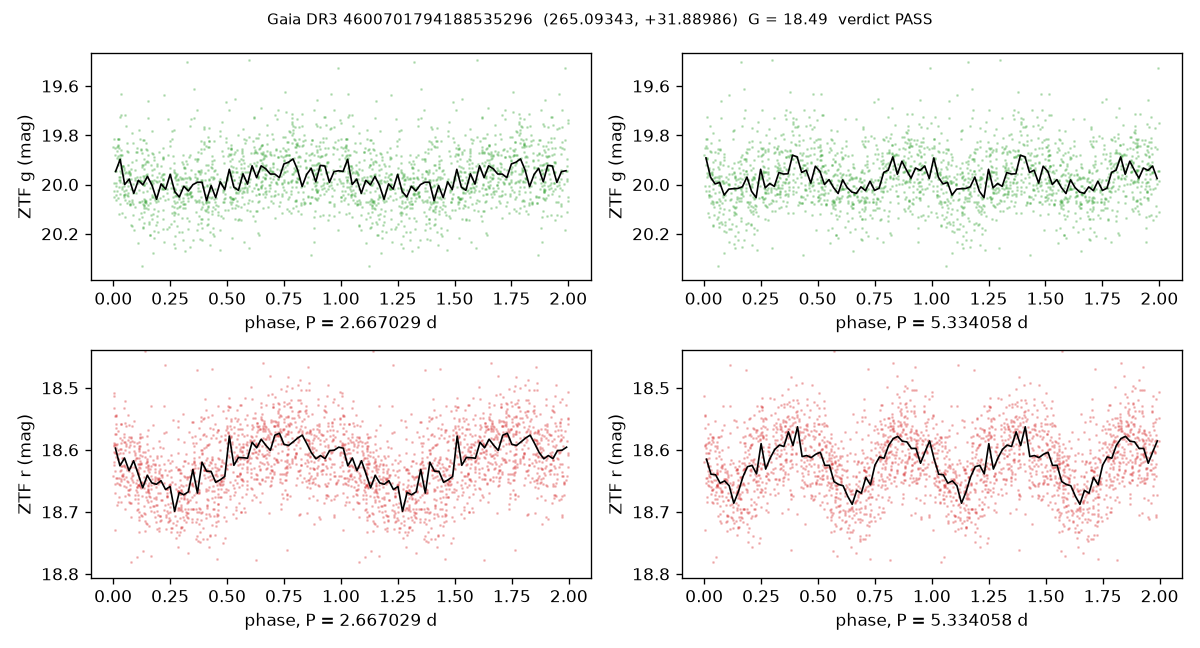 Gaia DR3 4600701794188535296 (265.09343, +31.88986) G = 18.49 verdict PASS
ZTF g (mag)
19.6
19.8
20.0
20.2
0.00 0.25 0.50 0.75 1.00 1.25 1.50 1.75 2.00
phase, P = 2.667029 d
ZTF g (mag)
19.6
19.8
20.0
20.2
0.00 0.25 0.50 0.75 1.00 1.25 1.50 1.75 2.00
phase, P = 5.334058 d
ZTF r (mag)
18.5
18.6
18.7
18.8
0.00 0.25 0.50 0.75 1.00 1.25 1.50 1.75 2.00
phase, P = 2.667029 d
ZTF r (mag)
18.5
18.6
18.7
18.8
0.00 0.25 0.50 0.75 1.00 1.25 1.50 1.75 2.00
phase, P = 5.334058 d